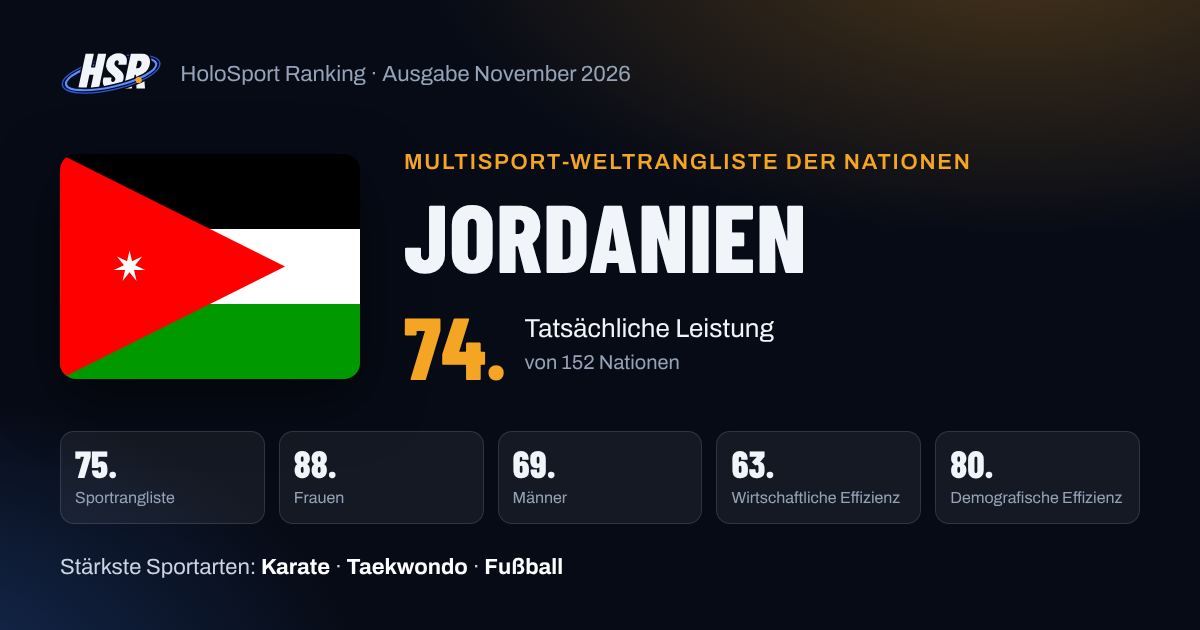 HSR HoloSport Ranking · Ausgabe November 2026
MULTISPORT-WELTRANGLISTE DER NATIONEN
JORDANIEN
74. Tatsächliche Leistung
von 152 Nationen
75. 88. 69. 63. 80.
Sportrangliste Frauen Männer Wirtschaftliche Effizienz Demografische Effizienz
Stärkste Sportarten: Karate · Taekwondo · Fußball